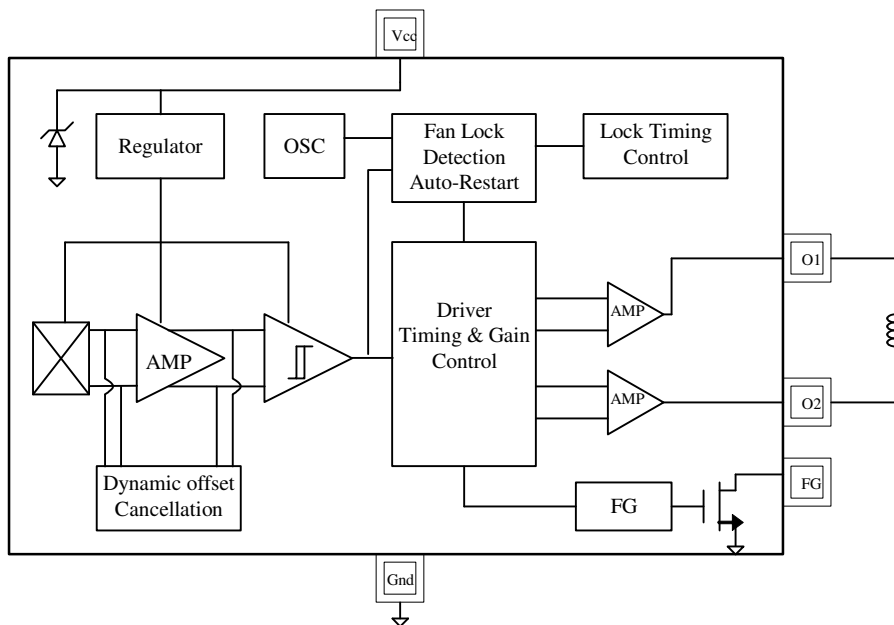 Vcc
Regulator
OSC
Fan Lock
Detection
Auto-Restart
Lock Timing
Control
O1
AMP
Driver
Timing & Gain
Control
AMP
AMP
O2
Dynamic offset
Cancellation
FG
FG
Gnd